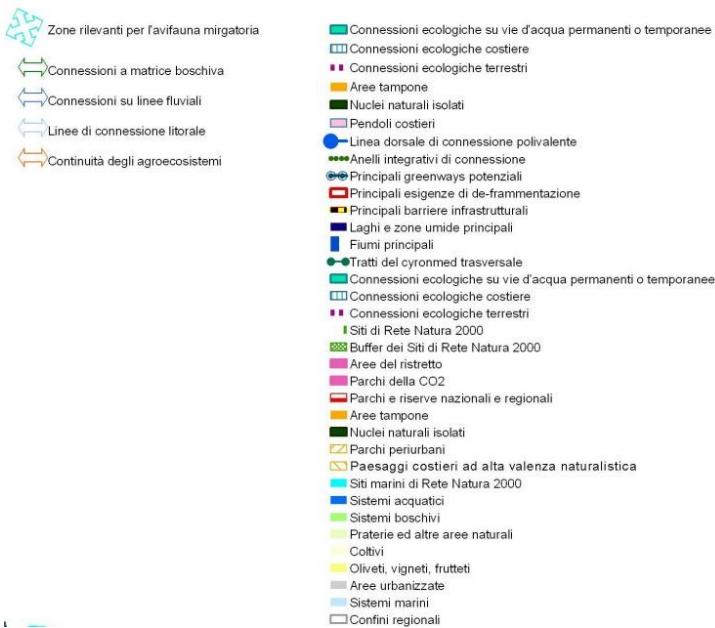 Zone rilevanti per l'avifauna mirgatoria
Connessioni a matrice boschiva
Connessioni su linee fluviali
Linee di connessione litorale
Continuità degli agroecosistemi
Connessioni ecologiche su vie d'acqua permanenti o temporanee
Connessioni ecologiche costiere
Connessioni ecologiche terrestri
Aree tampone
Nuclei naturali isolati
Pendoli costieri
Linea dorsale di connessione polivalente
Anelli integrativi di connessione
Principali greenways potenziali
Principali esigenze di de-frammentazione
Principali barriere infrastrutturali
Laghi e zone umide principali
Fiumi principali
Tratti del cyronmed trasversale
Connessioni ecologiche su vie d'acqua permanenti o temporanee
Connessioni ecologiche costiere
Connessioni ecologiche terrestri
Siti di Rete Natura 2000
Buffer dei Siti di Rete Natura 2000
Aree del ristretto
Parchi della CO2
Parchi e riserve nazionali e regionali
Aree tampone
Nuclei naturali isolati
Parchi periurbani
Paesaggi costieri ad alta valenza naturalistica
Siti marini di Rete Natura 2000
Sistemi acquatici
Sistemi boschivi
Praterie ed altre aree naturali
Coltivi
Oliveti, vigneti, frutteti
Aree urbanizzate
Sistemi marini
Confini regionali